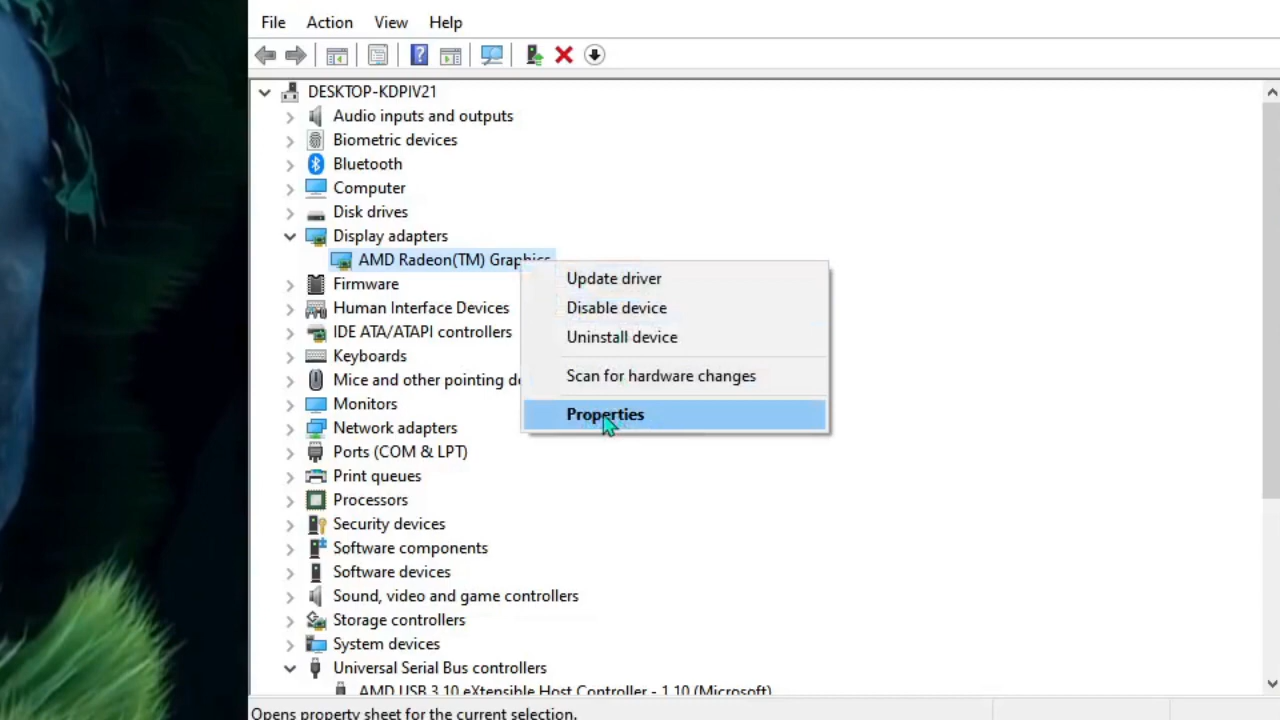 File Action View Help
DESKTOP-KDPIV21
Audio inputs and outputs
Biometric devices
Bluetooth
Computer
Disk drives
Display adapters
AMD Radeon(TM) Graphics
Update driver
Disable device
Uninstall device
Scan for hardware changes
Properties
Firmware
Human Interface Devices
IDE ATA/ATAPI controllers
Keyboards
Mice and other pointing de
Monitors
Network adapters
Ports (COM & LPT)
Print queues
Processors
Security devices
Software components
Software devices
Sound, video and game controllers
Storage controllers
System devices
Universal Serial Bus controllers
AMD USB 3.10 eXtensible Host Controller - 1.10 (Microsoft)
Opens property sheet for the current selection.